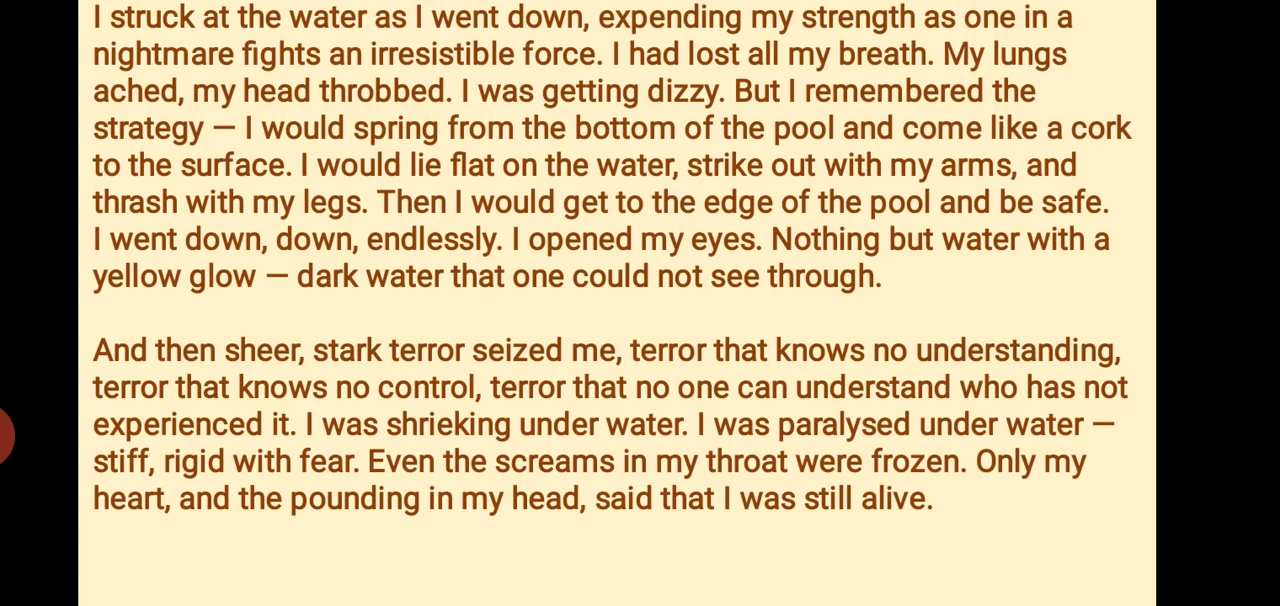 I struck at the water as I went down, expending my strength as one in a
nightmare fights an irresistible force. I had lost all my breath. My lungs
ached, my head throbbed. I was getting dizzy. But I remembered the
strategy — I would spring from the bottom of the pool and come like a cork
to the surface. I would lie flat on the water, strike out with my arms, and
thrash with my legs. Then I would get to the edge of the pool and be safe.
I went down, down, endlessly. I opened my eyes. Nothing but water with a
yellow glow — dark water that one could not see through.
And then sheer, stark terror seized me, terror that knows no understanding,
terror that knows no control, terror that no one can understand who has not
experienced it. I was shrieking under water. I was paralysed under water —
stiff, rigid with fear. Even the screams in my throat were frozen. Only my
heart, and the pounding in my head, said that I was still alive.